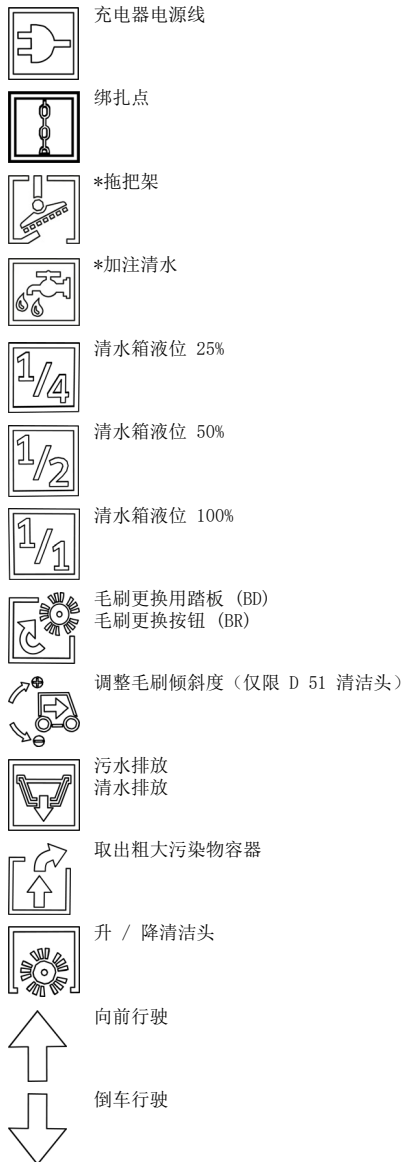 充电器电源线
绑扎点
*拖把架
*加注清水
1/4
清水箱液位 25%
1/2
清水箱液位 50%
1/1
清水箱液位 100%
毛刷更换用踏板 (BD)
毛刷更换按钮 (BR)
调整毛刷倾斜度（仅限 D 51 清洁头）
污水排放
清水排放
取出粗大污染物容器
升 / 降清洁头
向前行驶
倒车行驶